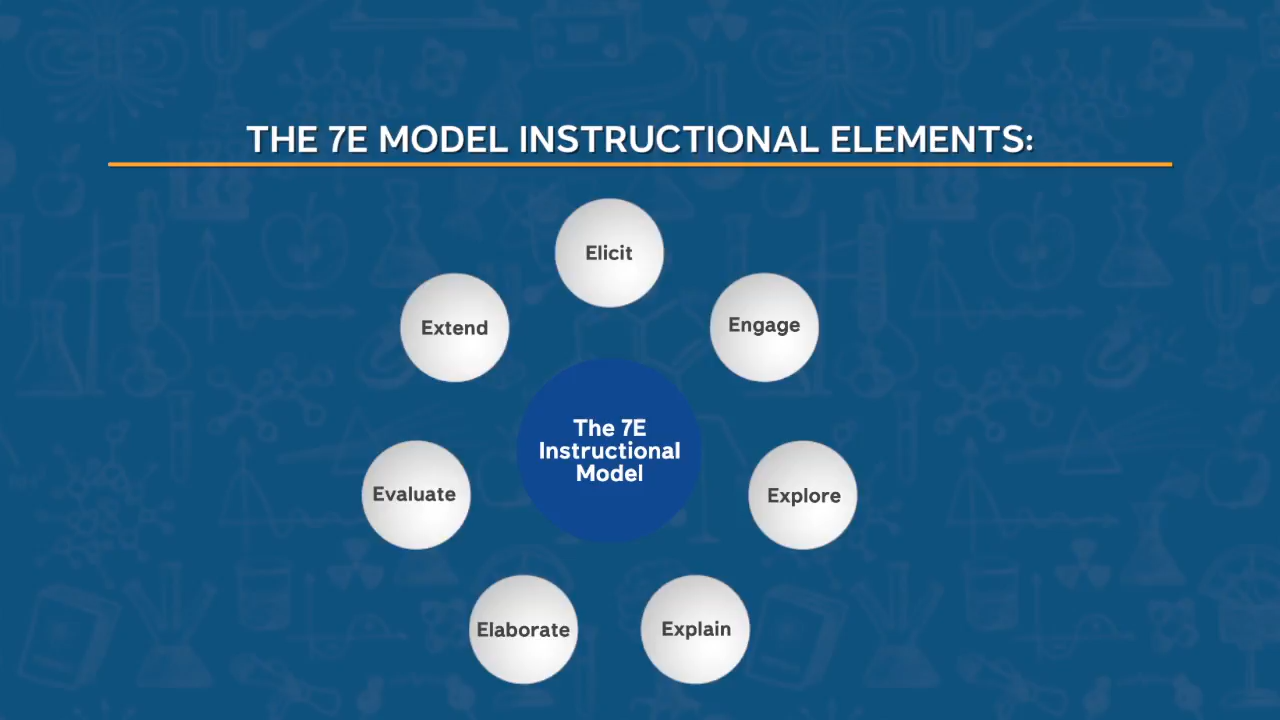 THE 7E MODEL INSTRUCTIONAL ELEMENTS:
Elicit
Engage
Explore
Explain
Elaborate
Evaluate
Extend
The 7E
Instructional
Model